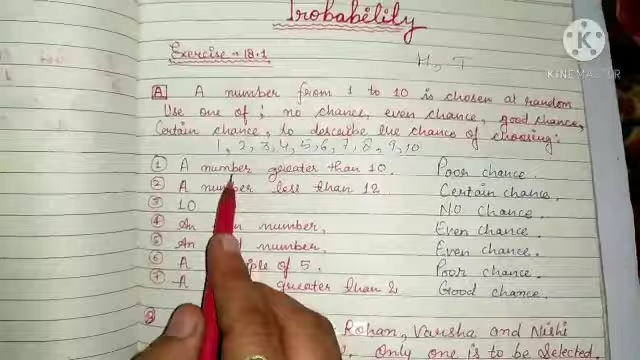 Probability
Exercise - 18.1
H, T
KINEMASTER
A A number from 1 to 10 is chosen at random
Use one of; no chance, even chance, good chance,
Certain chance, to describe the chance of choosing:
1, 2, 3, 4, 5, 6, 7, 8, 9, 10
1 A number greater than 10. Poor chance.
2 A number less than 12 Certain chance.
3 10 No chance.
4 An number, Even chance.
5 An number, Even chance.
6 A of 5. Poor chance.
7 A greater than 2 Good chance.
B Rohan, Varsha and Nishi
Only one is to be selected